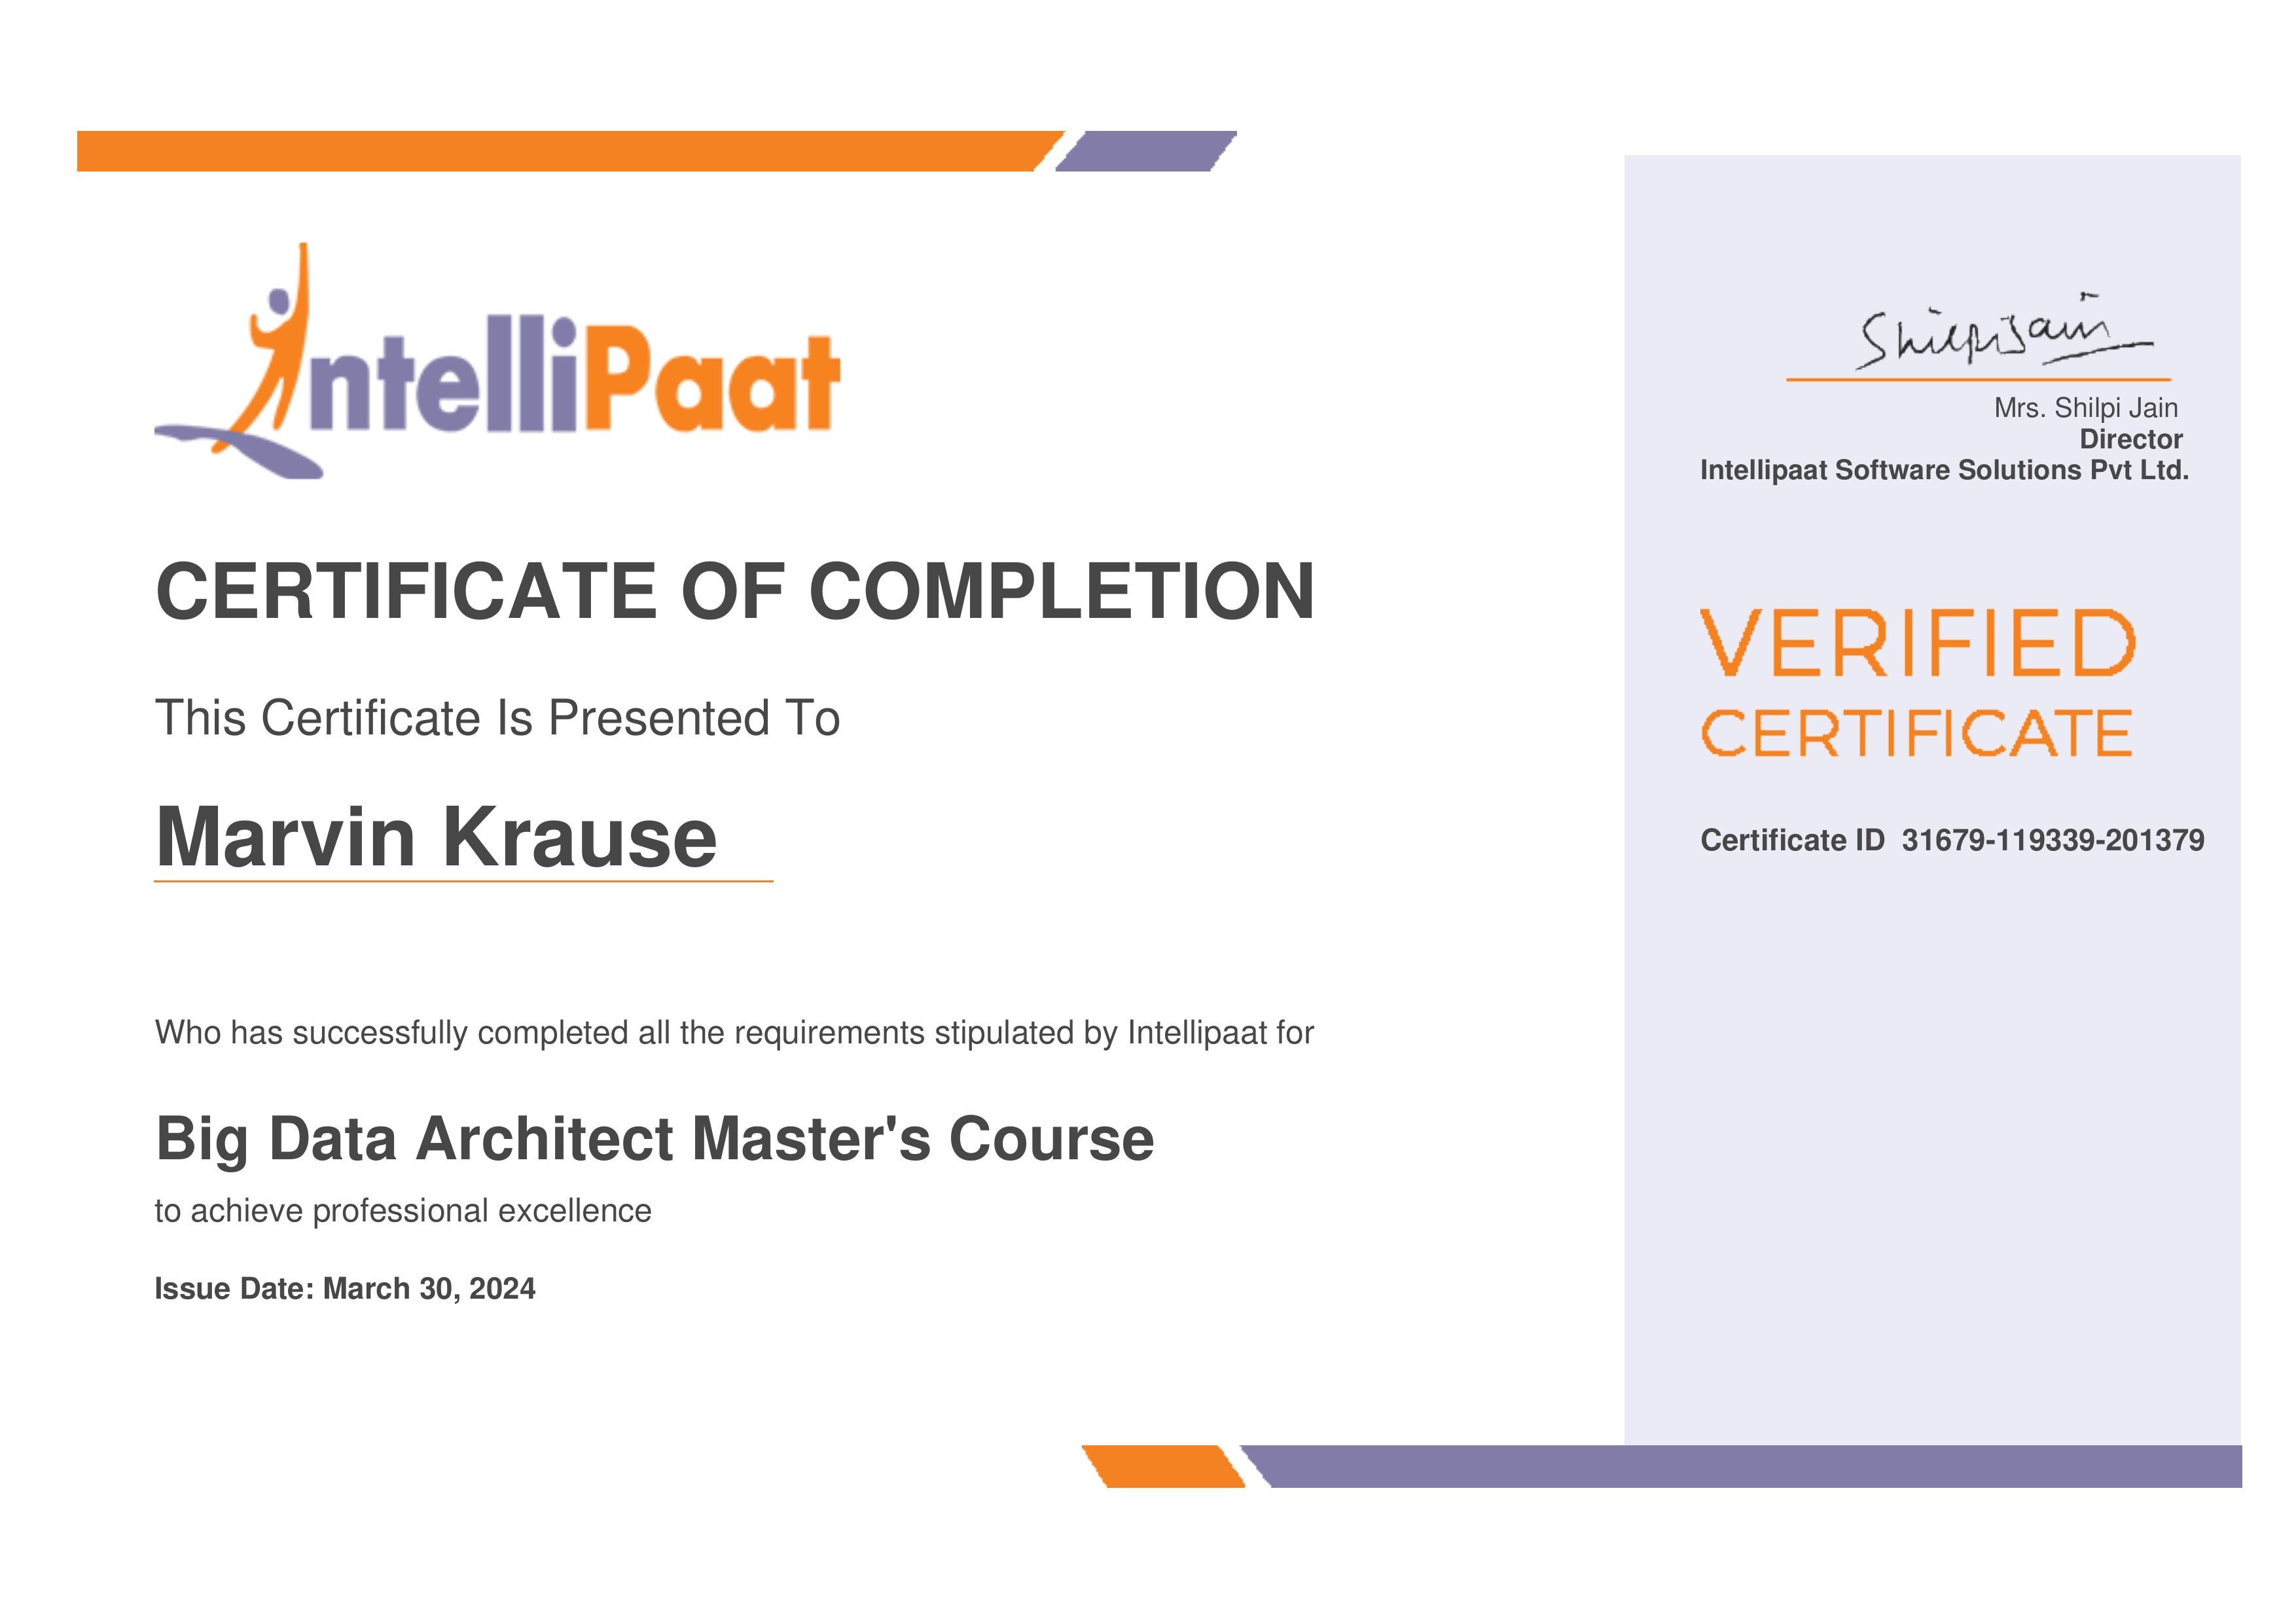 IntelliPaat
CERTIFICATE OF COMPLETION
This Certificate Is Presented To
Marvin Krause
Who has successfully completed all the requirements stipulated by Intellipaat for
Big Data Architect Master's Course
to achieve professional excellence
Issue Date: March 30, 2024
Shilpi Jain
Mrs. Shilpi Jain
Director
Intellipaat Software Solutions Pvt Ltd.
VERIFIED
CERTIFICATE
Certificate ID 31679-119339-201379